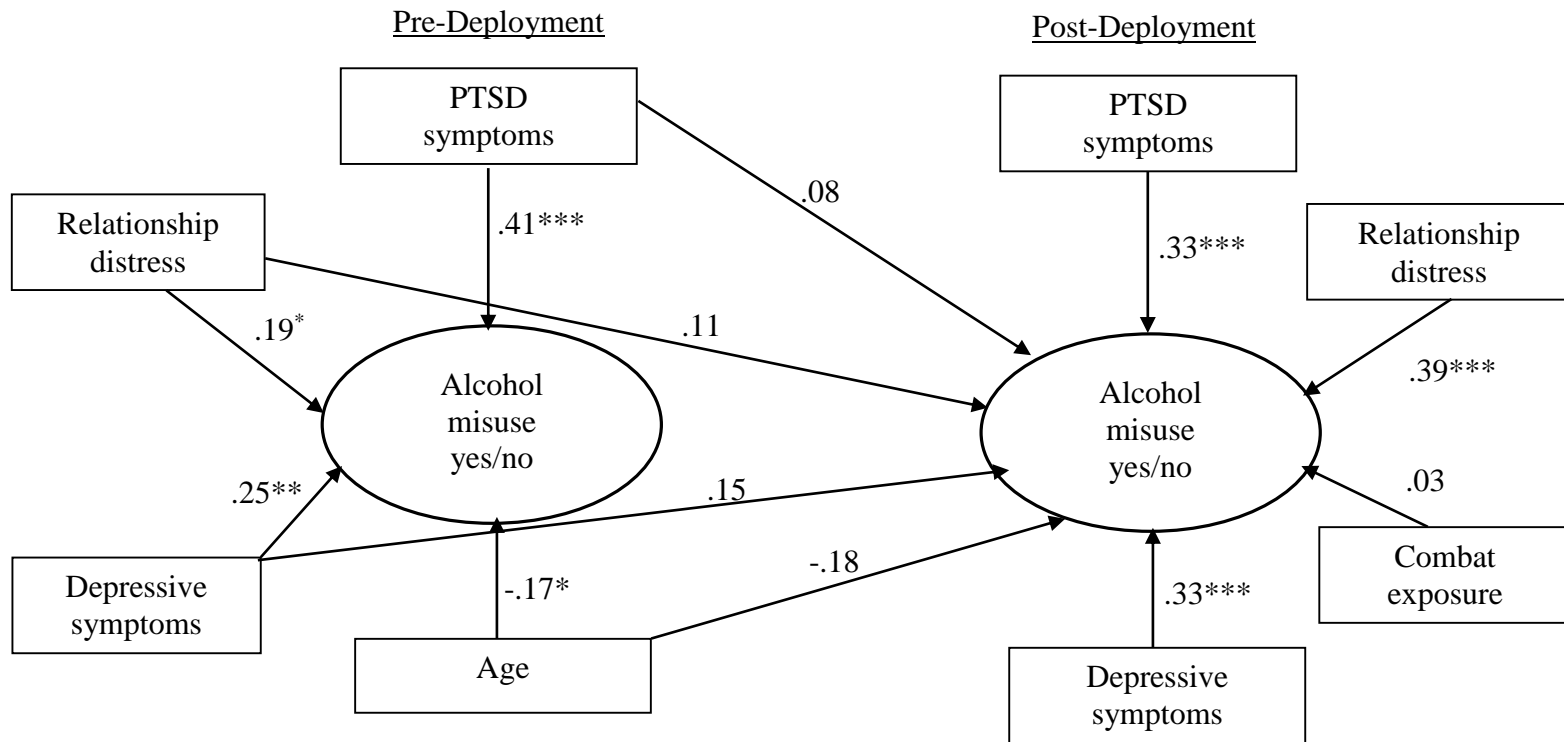 Pre-Deployment
Post-Deployment
PTSD
symptoms
PTSD
symptoms
.08
Relationship
distress
.41***
.33***
Relationship
distress
.19*
.11
.39***
Alcohol
misuse
yes/no
Alcohol
misuse
yes/no
.25**
.15
.03
Depressive
symptoms
-.17*
-.18
.33***
Combat
exposure
Age
Depressive
symptoms